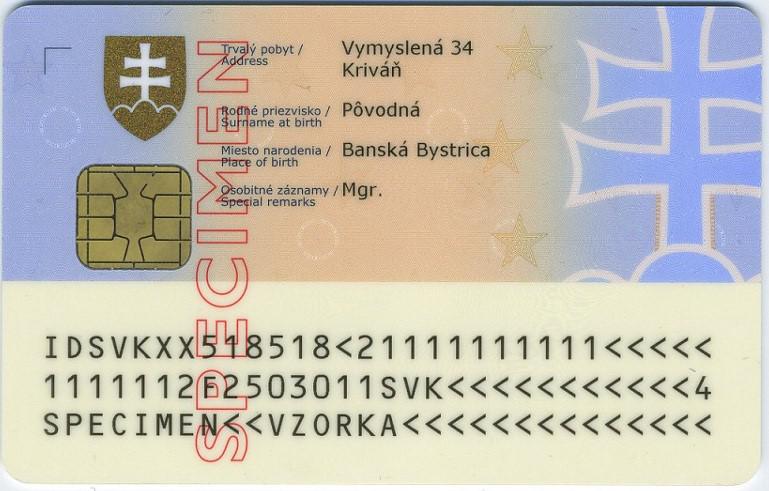 Trvalý pobyt / Vymyslená 34
Address Kriváň
Rodné priezvisko / Pôvodná
Surname at birth
Miesto narodenia / Banská Bystrica
Place of birth
Osobitné záznamy / Mgr.
Special remarks
SPECIMEN
IDSVKXX518518<21111111111<<<<<
1111112F2503011SVK<<<<<<<<<<<4
SPECIMEN<<VZORKA<<<<<<<<<<<<<<